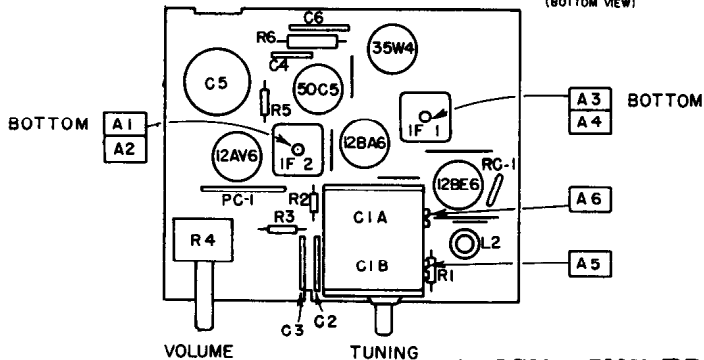 (BOTTOM VIEW)
C6
R6
35W4
C4
C5
50C5
R5
A3 BOTTOM
A4
BOTTOM A1
A2
IF 1
12BA6
IF 2
12AV6
12BE6
RC-1
PC-1
R2
A6
C1A
R3
R4
L2
C1B
A5
R1
C3
C2
VOLUME
TUNING